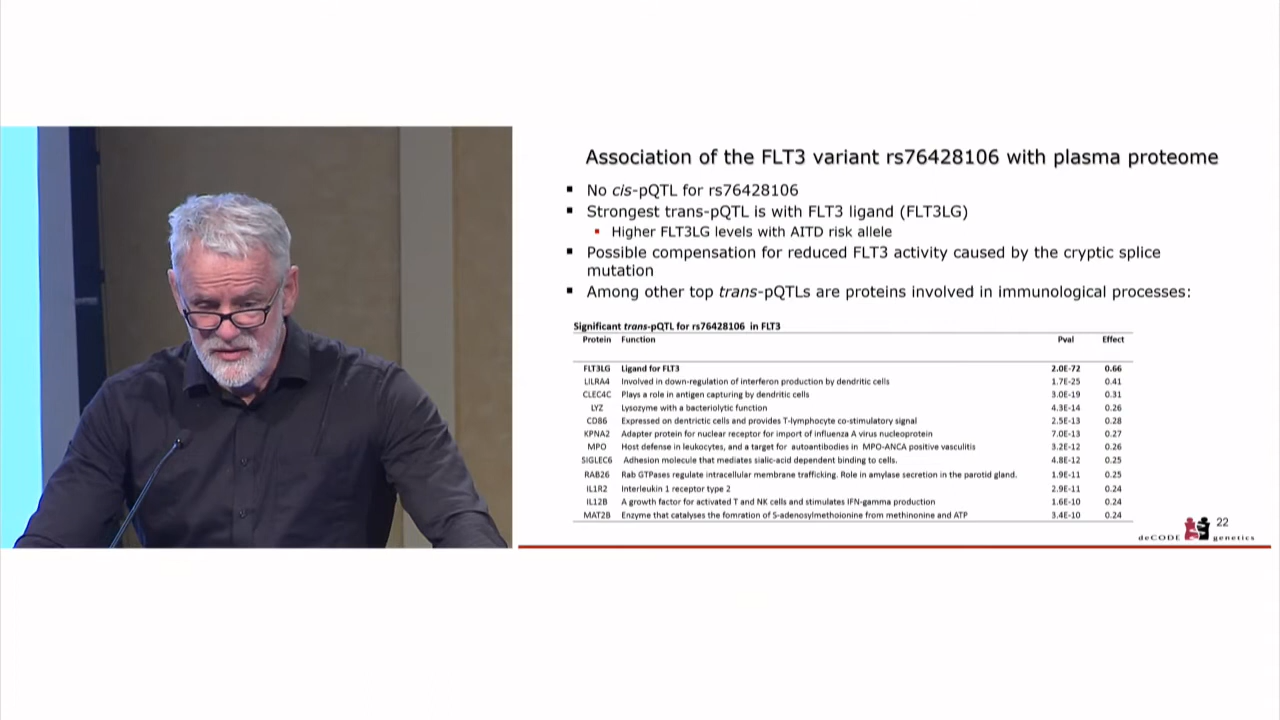 Association of the FLT3 variant rs76428106 with plasma proteome
No cis-pQTL for rs76428106
Strongest trans-pQTL is with FLT3 ligand (FLT3LG)
Higher FLT3LG levels with AITD risk allele
Possible compensation for reduced FLT3 activity caused by the cryptic splice
mutation
Among other top trans-pQTLs are proteins involved in immunological processes:
Significant trans-pQTL for rs76428106 in FLT3
Protein Function Pval Effect
FLT3LG Ligand for FLT3 2.0E-72 0.66
LILRA4 Involved in down-regulation of interferon production by dendritic cells 1.7E-25 0.41
CLEC4C Plays a role in antigen capturing by dendritic cells 3.0E-19 0.31
LYZ Lysozyme with a bacteriolytic function 4.3E-14 0.26
CD86 Expressed on dentrictic cells and provides T-lymphocyte co-stimulatory signal 2.5E-13 0.28
KPNA2 Adapter protein for nuclear receptor for import of influenza A virus nucleoprotein 7.0E-13 0.27
MPO Host defense in leukocytes, and a target for autoantibodies in MPO-ANCA positive vasculitis 3.2E-12 0.26
SIGLEC6 Adhesion molecule that mediates sialic-acid dependent binding to cells. 4.8E-12 0.25
RAB26 Rab GTPases regulate intracellular membrane trafficking. Role in amylase secretion in the parotid gland. 1.9E-11 0.25
IL1R2 Interleukin 1 receptor type 2 2.9E-11 0.24
IL12B A growth factor for activated T and NK cells and stimulates IFN-gamma production 1.6E-10 0.24
MAT2B Enzyme that catalyses the fomration of S-adenosylmethoionine from methinonine and ATP 3.4E-10 0.24
22
deCODE genetics